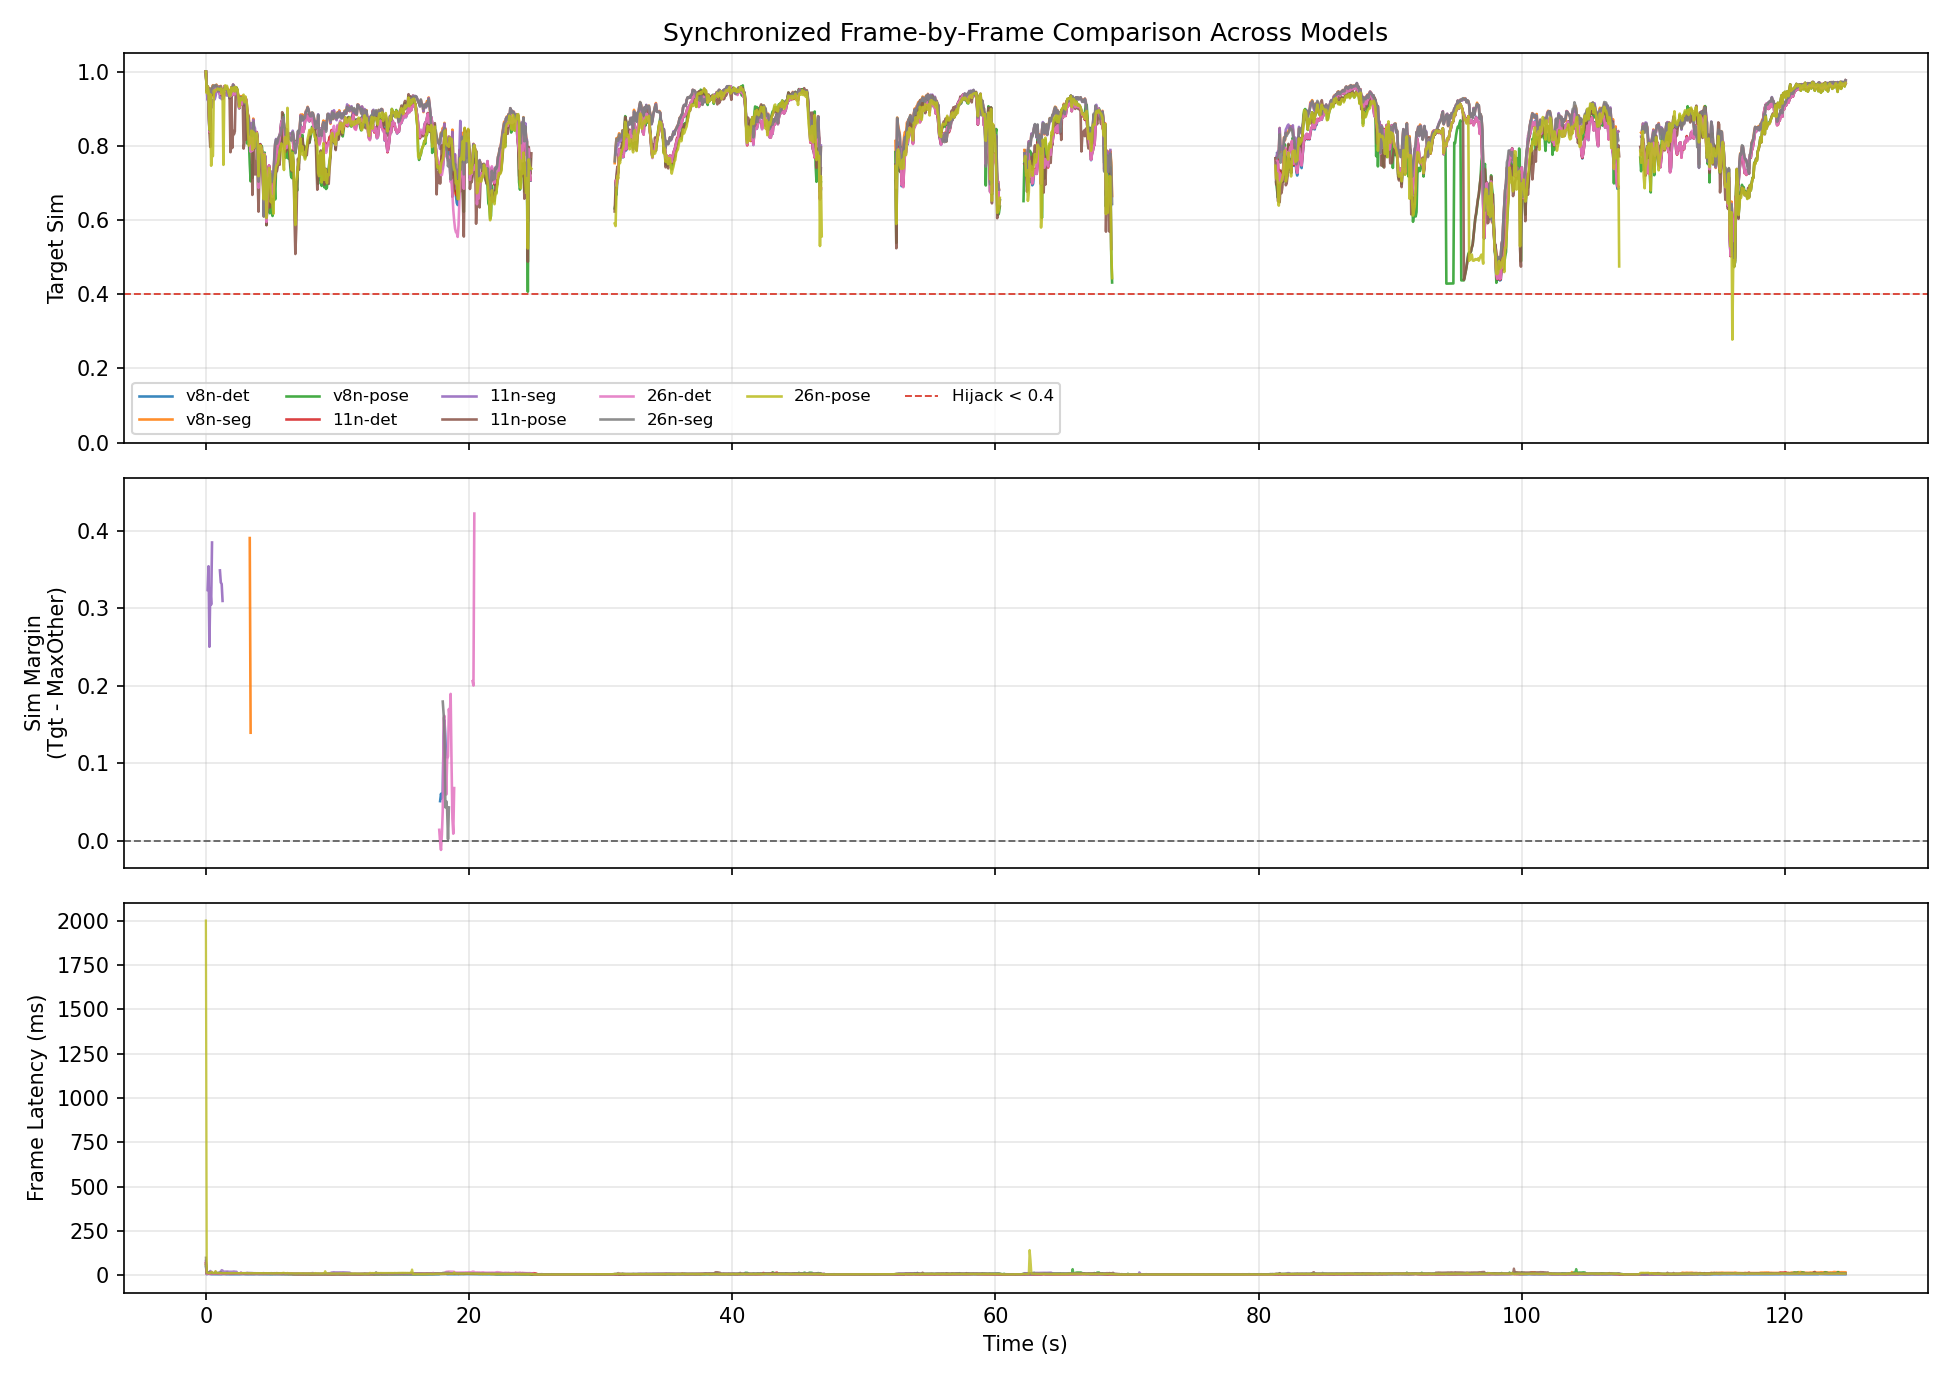 Synchronized Frame-by-Frame Comparison Across Models
Target Sim
1.0
0.8
0.6
0.4
0.2
0.0
v8n-det
v8n-seg
v8n-pose
11n-det
11n-seg
11n-pose
26n-det
26n-seg
26n-pose
Hijack < 0.4
Sim Margin
(Tgt - MaxOther)
0.4
0.3
0.2
0.1
0.0
Frame Latency (ms)
2000
1750
1500
1250
1000
750
500
250
0
0 20 40 60 80 100 120
Time (s)